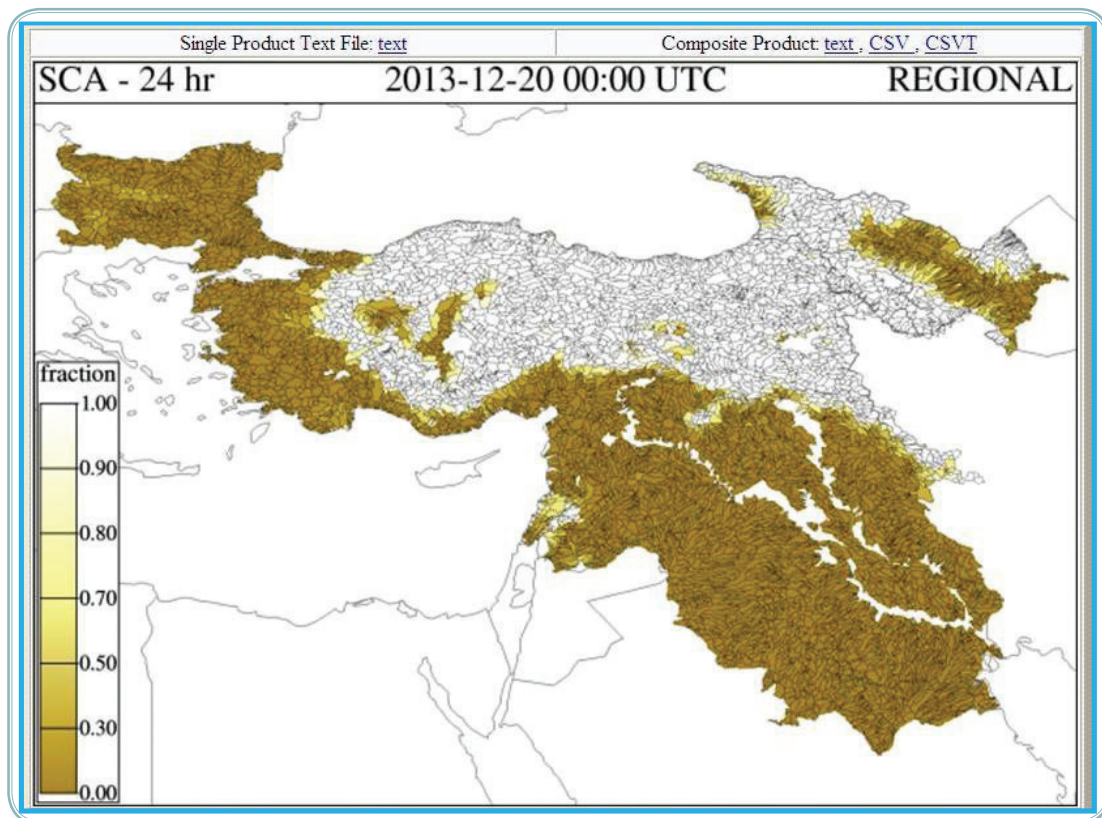 Single Product Text File: text
Composite Product: text , CSV , CSVT
SCA - 24 hr 2013-12-20 00:00 UTC REGIONAL
fraction
1.00
0.90
0.80
0.70
0.50
0.30
0.00